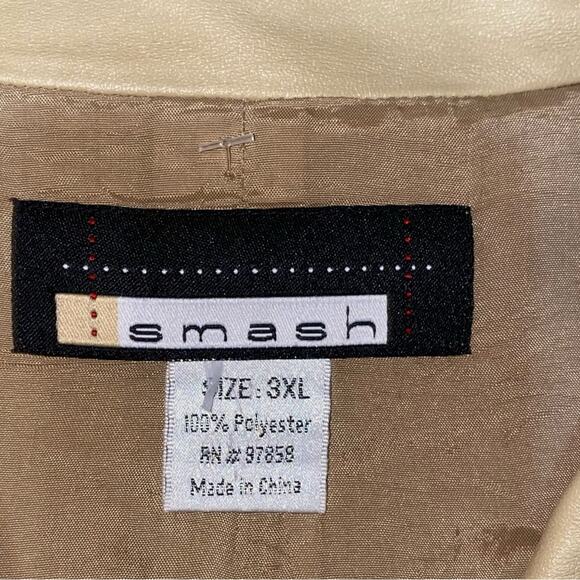 smash
SIZE: 3XL
100% Polyester
RN # 97858
Made in China